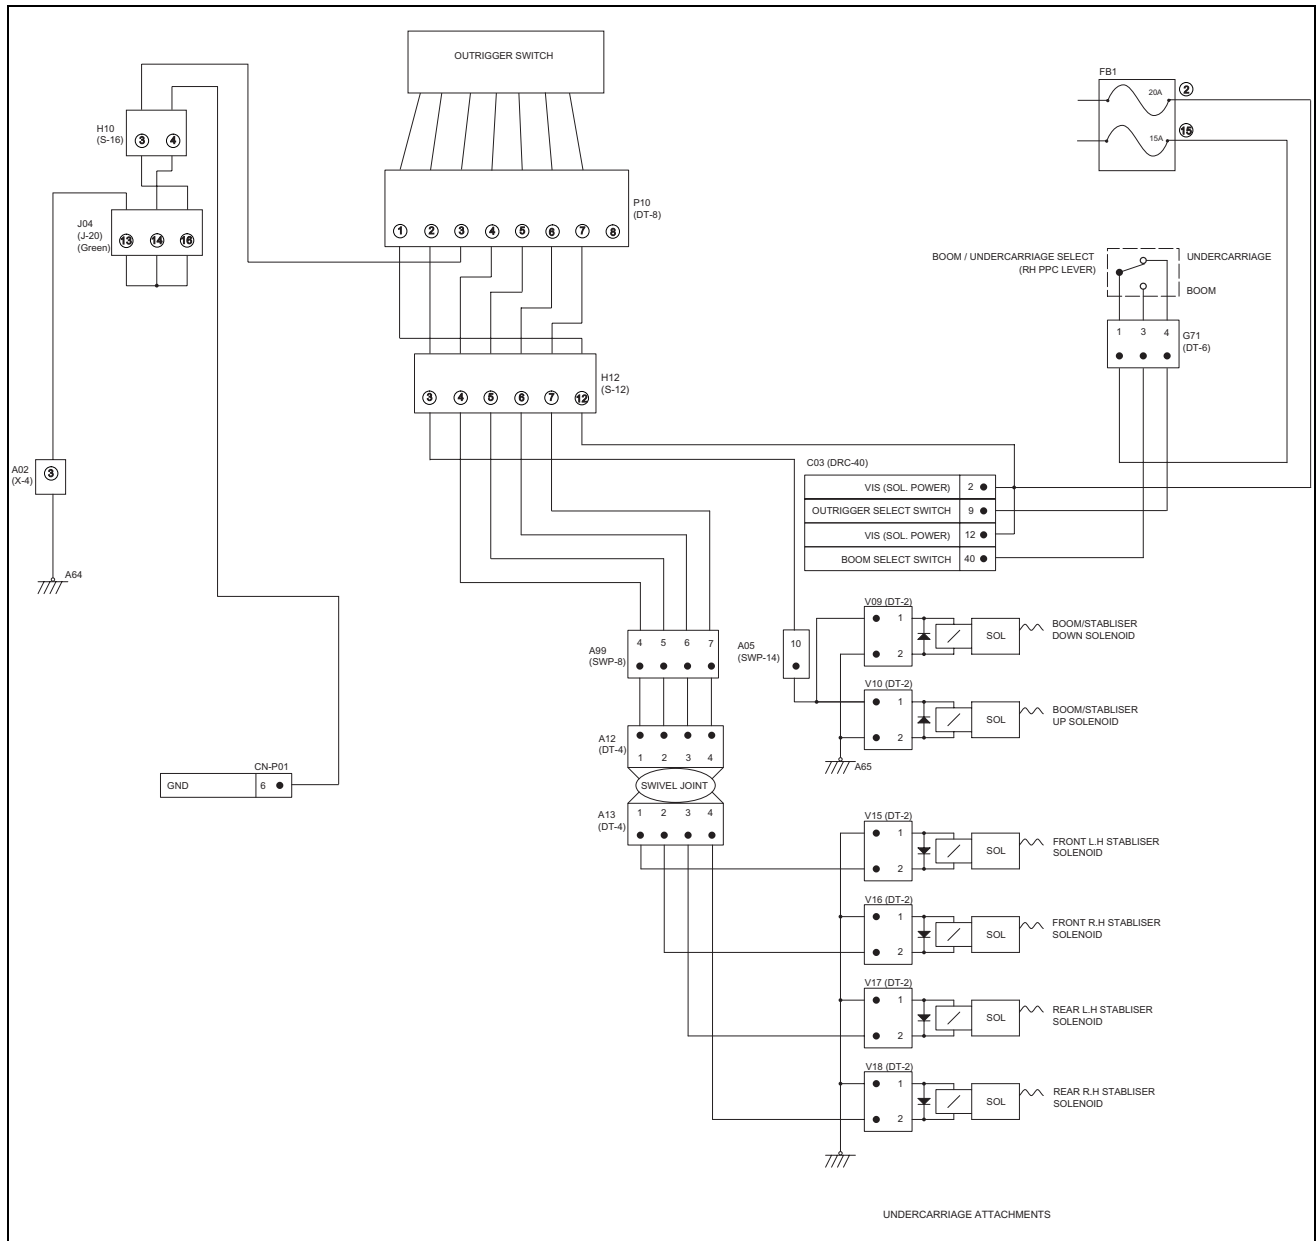 OUTRIGGER SWITCH
FB1
20A
2
15A
15
H10
(S-16)
3 4
P10
(DT-8)
1 2 3 4 5 6 7 8
J04
(J-20)
(Green)
13 14 16
BOOM / UNDERCARRIAGE SELECT
(RH PPC LEVER)
UNDERCARRIAGE
BOOM
1 3 4
G71
(DT-6)
H12
(S-12)
3 4 5 6 7 12
A02
(X-4)
3
A64
C03 (DRC-40)
VIS (SOL. POWER) 2
OUTRIGGER SELECT SWITCH 9
VIS (SOL. POWER) 12
BOOM SELECT SWITCH 40
A99
(SWP-8)
4 5 6 7
A05
(SWP-14)
10
V09 (DT-2)
1
2
SOL
BOOM/STABLISER
DOWN SOLENOID
V10 (DT-2)
1
2
SOL
BOOM/STABLISER
UP SOLENOID
A65
A12
(DT-4)
1 2 3 4
SWIVEL JOINT
A13
(DT-4)
1 2 3 4
CN-P01
GND 6
V15 (DT-2)
1
2
SOL
FRONT L.H STABLISER
SOLENOID
V16 (DT-2)
1
2
SOL
FRONT R.H STABLISER
SOLENOID
V17 (DT-2)
1
2
SOL
REAR L.H STABLISER
SOLENOID
V18 (DT-2)
1
2
SOL
REAR R.H STABLISER
SOLENOID
UNDERCARRIAGE ATTACHMENTS